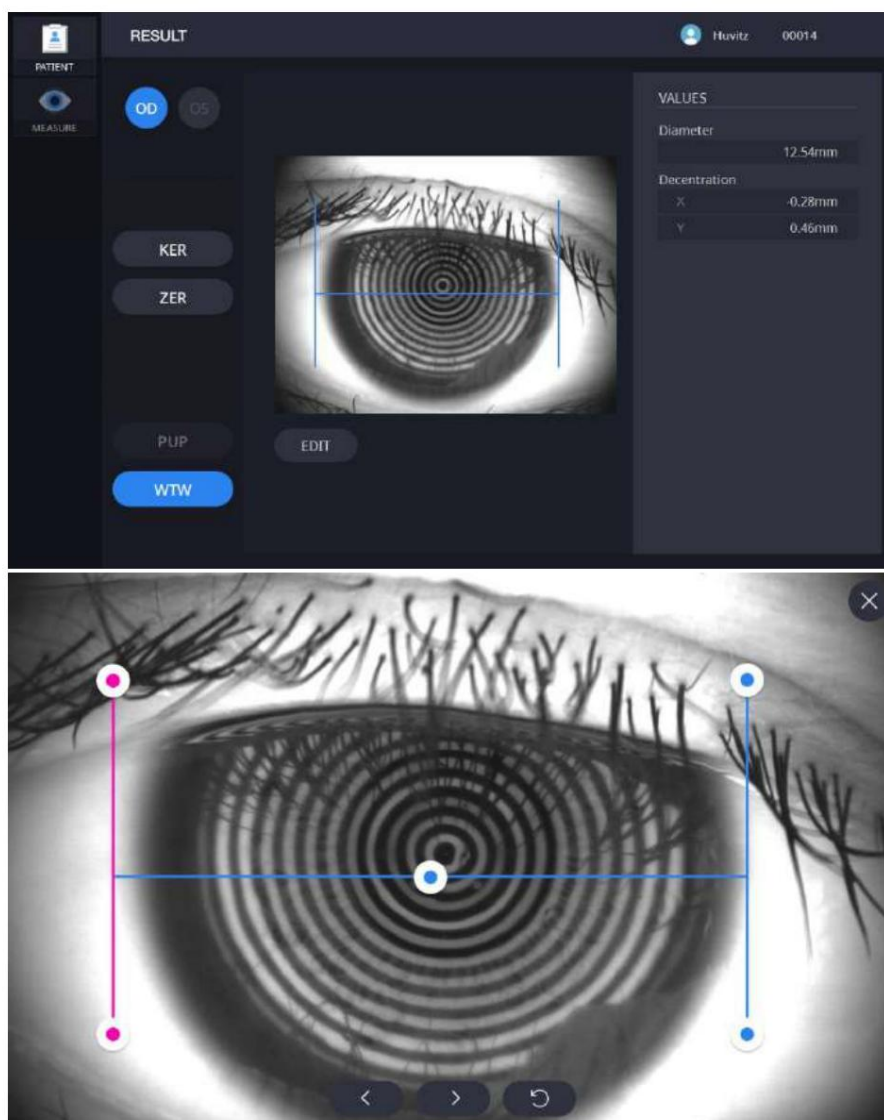 PATIENT
MEASURE
RESULT
Huvitz 00014
OD OS
KER
ZER
PUP
WTW
EDIT
VALUES
Diameter
12.54mm
Decentration
X -0.28mm
Y 0.46mm